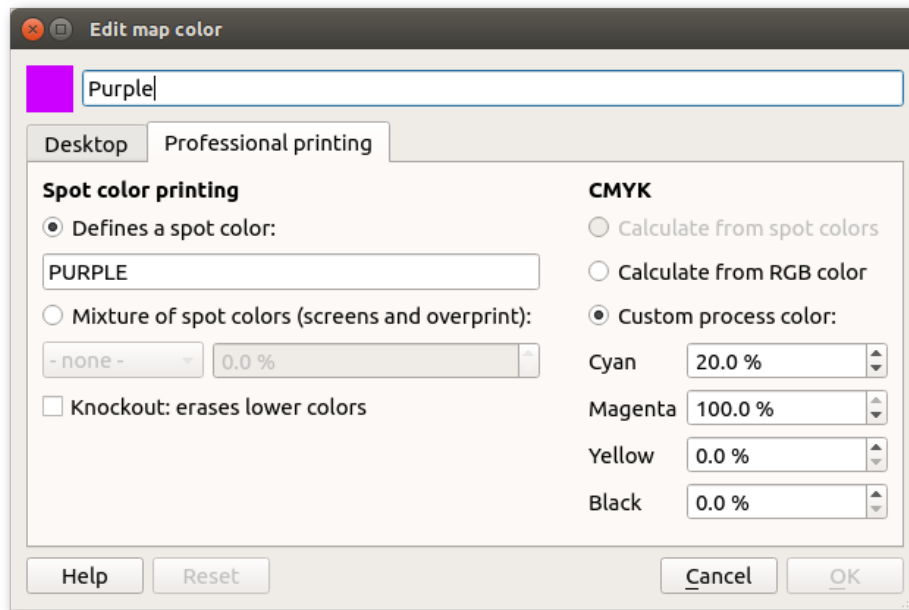 Edit map color
Purple
Desktop
Professional printing
Spot color printing
Defines a spot color:
PURPLE
Mixture of spot colors (screens and overprint):
- none -
0.0 %
Knockout: erases lower colors
CMYK
Calculate from spot colors
Calculate from RGB color
Custom process color:
Cyan 20.0 %
Magenta 100.0 %
Yellow 0.0 %
Black 0.0 %
Help
Reset
Cancel
OK